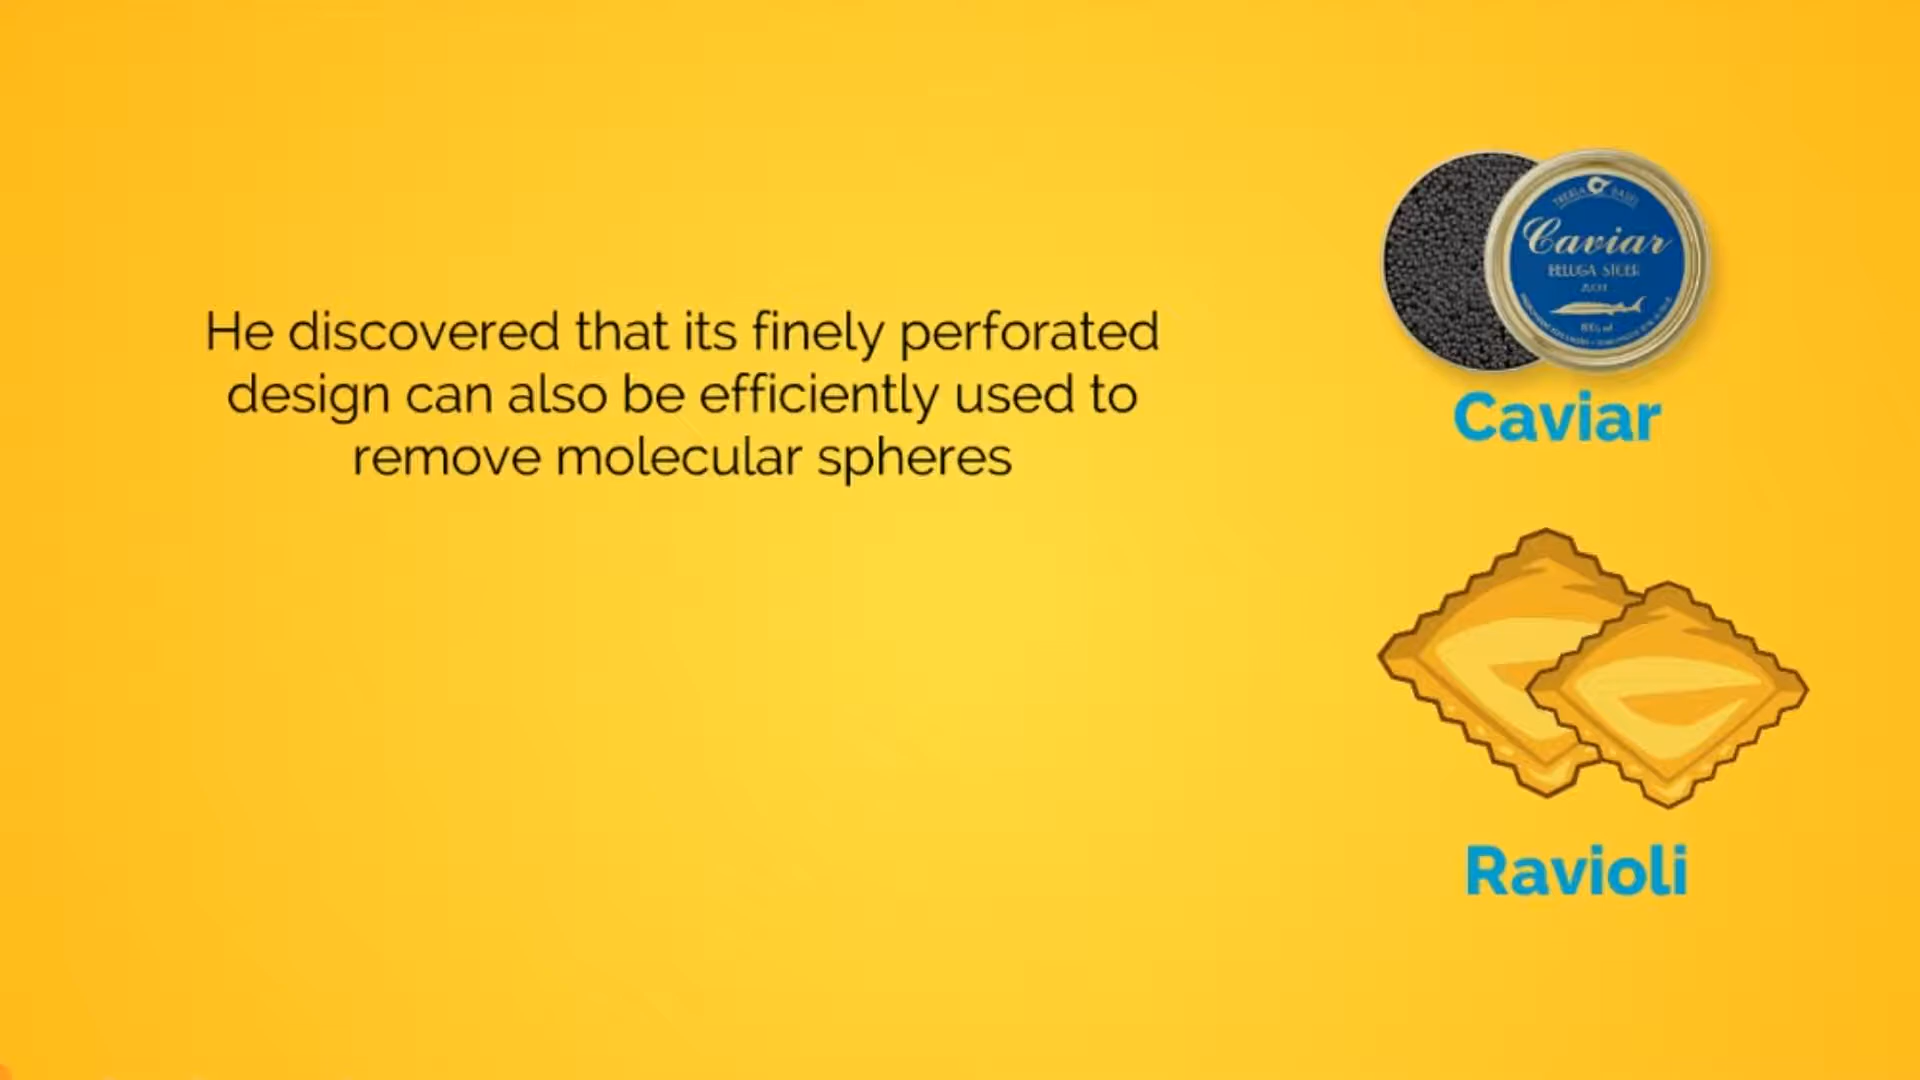 He discovered that its finely perforated
design can also be efficiently used to
remove molecular spheres
Caviar
BELUGA
Caviar
Ravioli